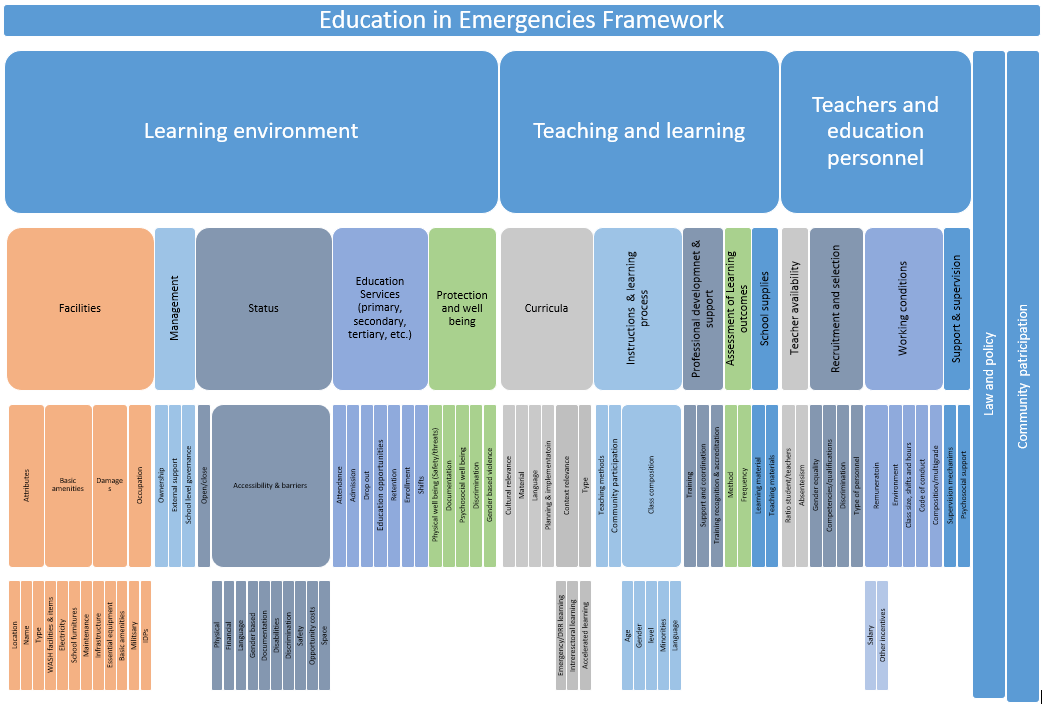 Education in Emergencies Framework
Learning environment
Teaching and learning
Teachers and
education
personnel
Law and policy
Community patricipation
Facilities
Management
Status
Education
Services
(primary,
secondary,
tertiary, etc.)
Protection
and well
being
Curricula
Instructions & learning
process
Professional developmnet &
support
Assessment of Learning
outcomes
School supplies
Teacher availability
Recruitment and selection
Working conditions
Support & supervision
Attributes
Basic
amenities
Damage
s
Occupation
Ownership
External support
School level governance
Open/close
Accessibility & barriers
Attendance
Admission
Drop out
Education opportunities
Retention
Enrollment
Shifts
Physical well being (Safety/threats)
Documentation
Psychosocial well being
Discrimination
Gender based violence
Cultural relevance
Material
Language
Planning & implementatoin
Context relevance
Type
Teaching methods
Community participation
Class composition
Training
Support and cordination
Training recognition & accreditation
Method
Frequency
Learning material
Teaching materials
Ratio student/teachers
Absenteism
Gender equality
Competencies/qualifications
Discrimination
Type of personnel
Remuneratoin
Environment
Class size, shifts and hours
Code of conduct
Composition/multigrade
Supervision mechanims
Psychosocial support
Location
Name
Type
WASH facilities & items
Electricity
School furnitures
Maintenance
Infrastructure
Essential equipment
Basic amenities
Militsary
IDPs
Physical
Financial
Language
Gender based
Documentation
Disabilities
Discrimination
Safety
Opportunity costs
Space
Emergency/DRR learning
Accelerated learning
Age
Gender
level
Minorities
Language
Salary
Other incentives